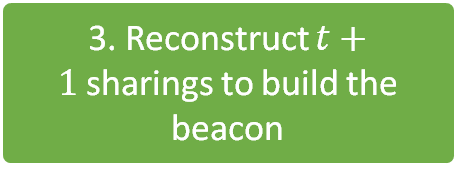 3. Reconstruct t +
1 sharings to build the
beacon